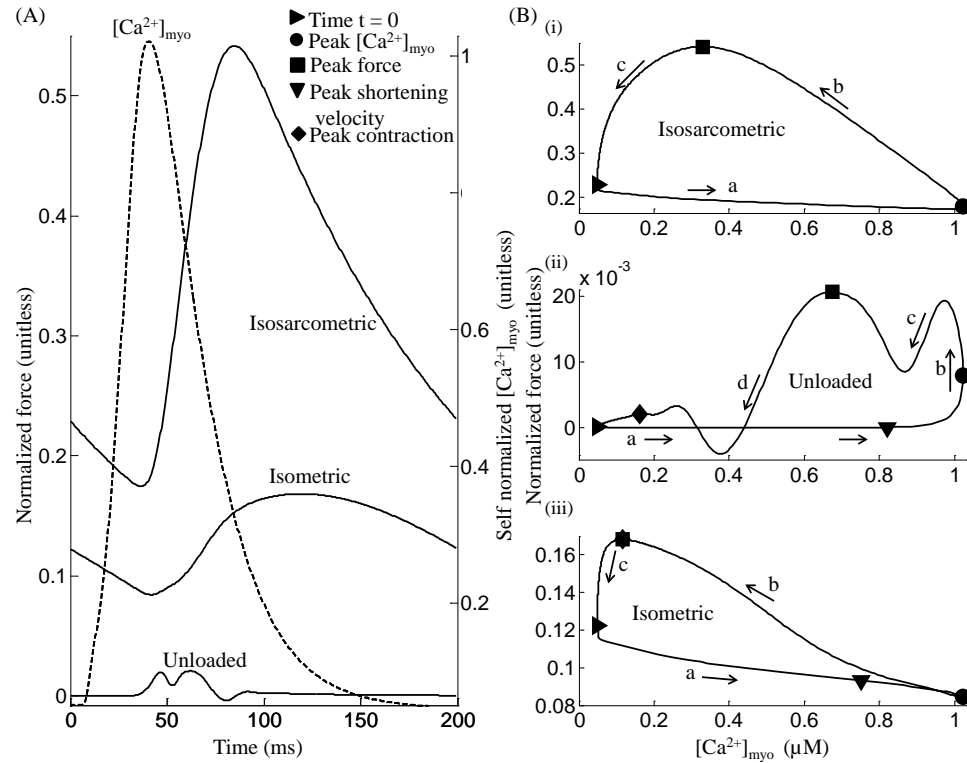 (A)
[Ca²⁺]myo
Time t = 0
Peak [Ca²⁺]myo
Peak force
Peak shortening
velocity
Peak contraction
Normalized force (unitless)
0.5
0.4
0.3
0.2
0.1
0
Isosarcometric
Isometric
Unloaded
1
0.6
0.2
Self normalized [Ca²⁺]myo (unitless)
0 50 100 150 200
Time (ms)
(B)
(i)
0.5
0.4
0.3
0.2
c
b
Isosarcometric
a
0 0.2 0.4 0.6 0.8 1
(ii)
x 10⁻³
20
10
0
Normalized force (unitless)
c
b
d
Unloaded
a
0 0.2 0.4 0.6 0.8 1
(iii)
0.16
0.14
0.12
0.1
0.08
c
b
Isometric
a
0 0.2 0.4 0.6 0.8 1
[Ca²⁺]myo (µM)